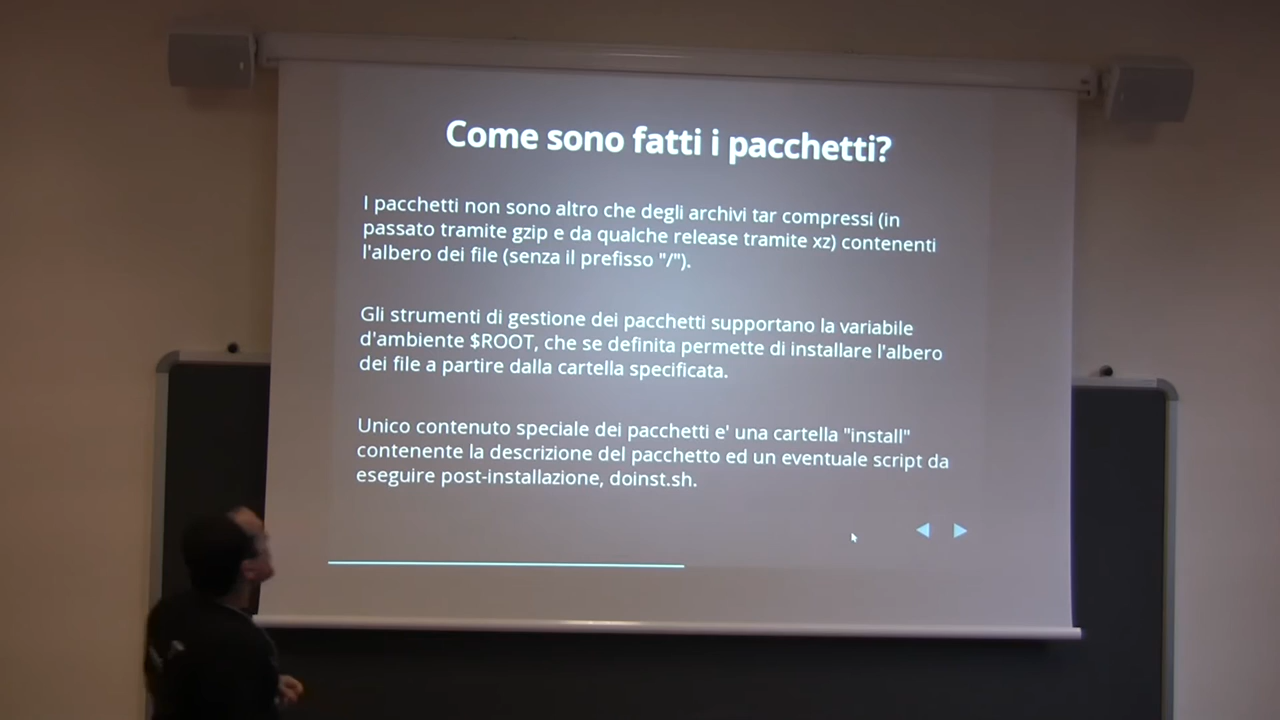 Come sono fatti i pacchetti?
I pacchetti non sono altro che degli archivi tar compressi (in
passato tramite gzip e da qualche release tramite xz) contenenti
l'albero dei file (senza il prefisso "/").
Gli strumenti di gestione dei pacchetti supportano la variabile
d'ambiente $ROOT, che se definita permette di installare l'albero
dei file a partire dalla cartella specificata.
Unico contenuto speciale dei pacchetti e' una cartella "install"
contenente la descrizione del pacchetto ed un eventuale script da
eseguire post-installazione, doinst.sh.